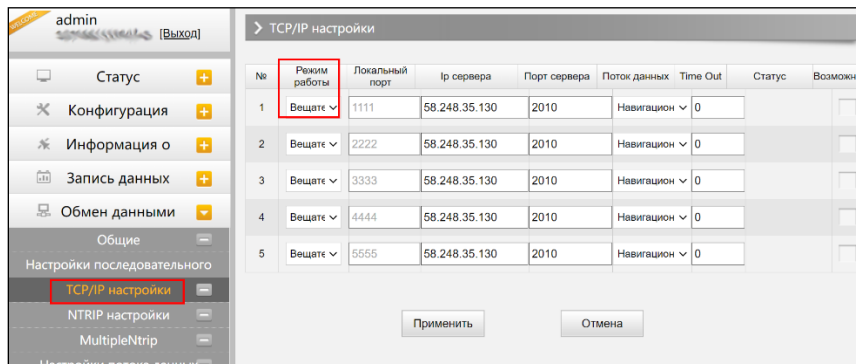 WELCOME
admin
[Выход]
Статус
Конфигурация
Информация о
Запись данных
Обмен данными
Общие
Настройки последовательного
TCP/IP настройки
NTRIP настройки
MultipleNtrip
Настройки потока данных
TCP/IP настройки
№ Режим работы Локальный порт Ip сервера Порт сервера Поток данных Time Out Статус Возможн
1 Вещате 1111 58.248.35.130 2010 Навигацион 0
2 Вещате 2222 58.248.35.130 2010 Навигацион 0
3 Вещате 3333 58.248.35.130 2010 Навигацион 0
4 Вещате 4444 58.248.35.130 2010 Навигацион 0
5 Вещате 5555 58.248.35.130 2010 Навигацион 0
Применить Отмена